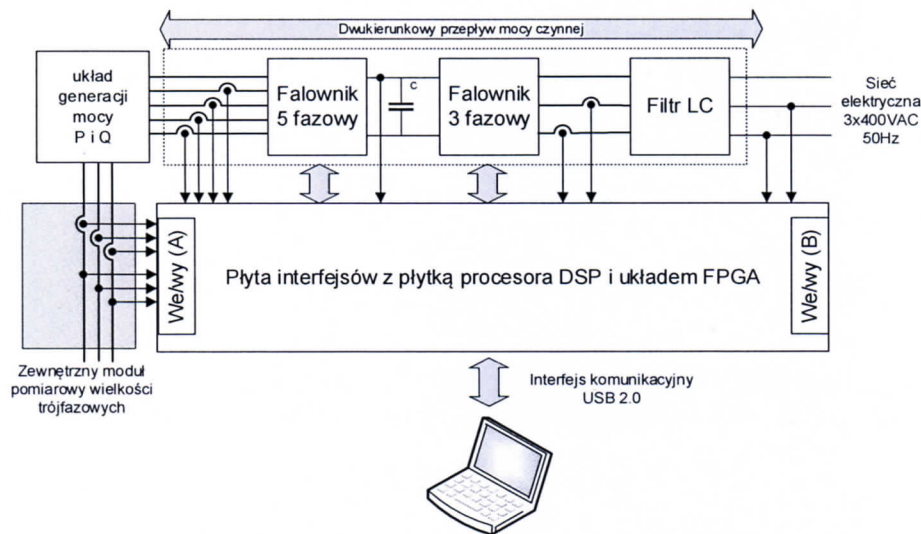 Dwukierunkowy przepływ mocy czynnej
układ
generacji
mocy
P i Q
Falownik
5 fazowy
c
Falownik
3 fazowy
Filtr LC
Sieć
elektryczna
3x400VAC
50Hz
We/wy (A)
Płyta interfejsów z płytką procesora DSP i układem FPGA
We/wy (B)
Zewnętrzny moduł
pomiarowy wielkości
trójfazowych
Interfejs komunikacyjny
USB 2.0